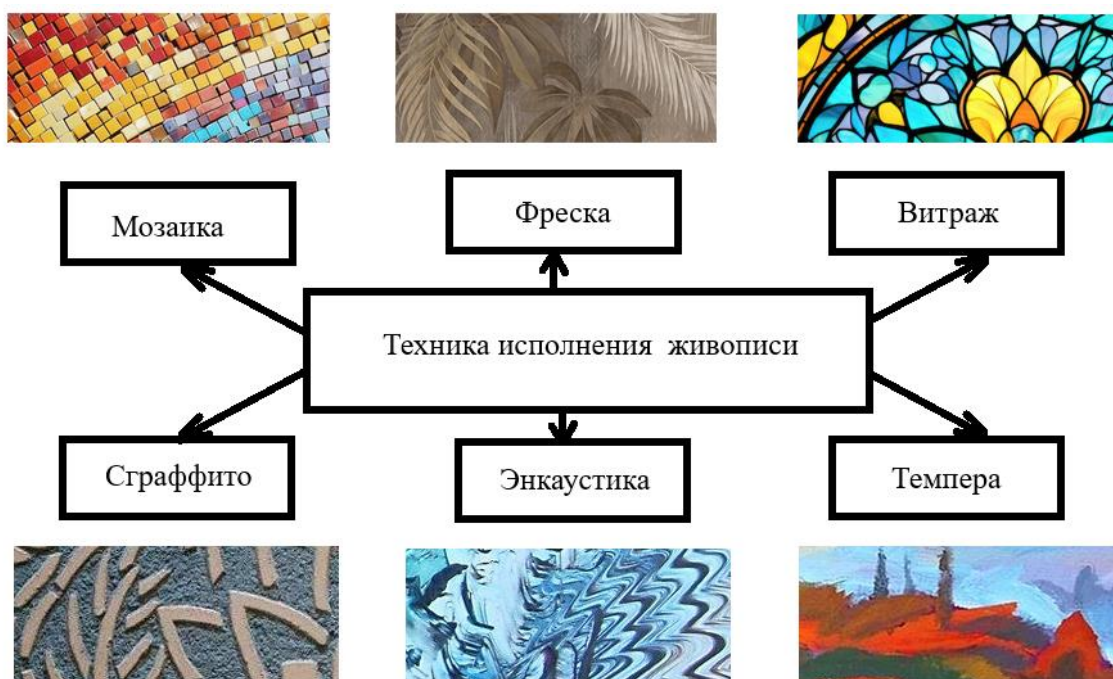 Мозаика
Фреска
Витраж
Техника исполнения живописи
Сграффито
Энкаустика
Темпера